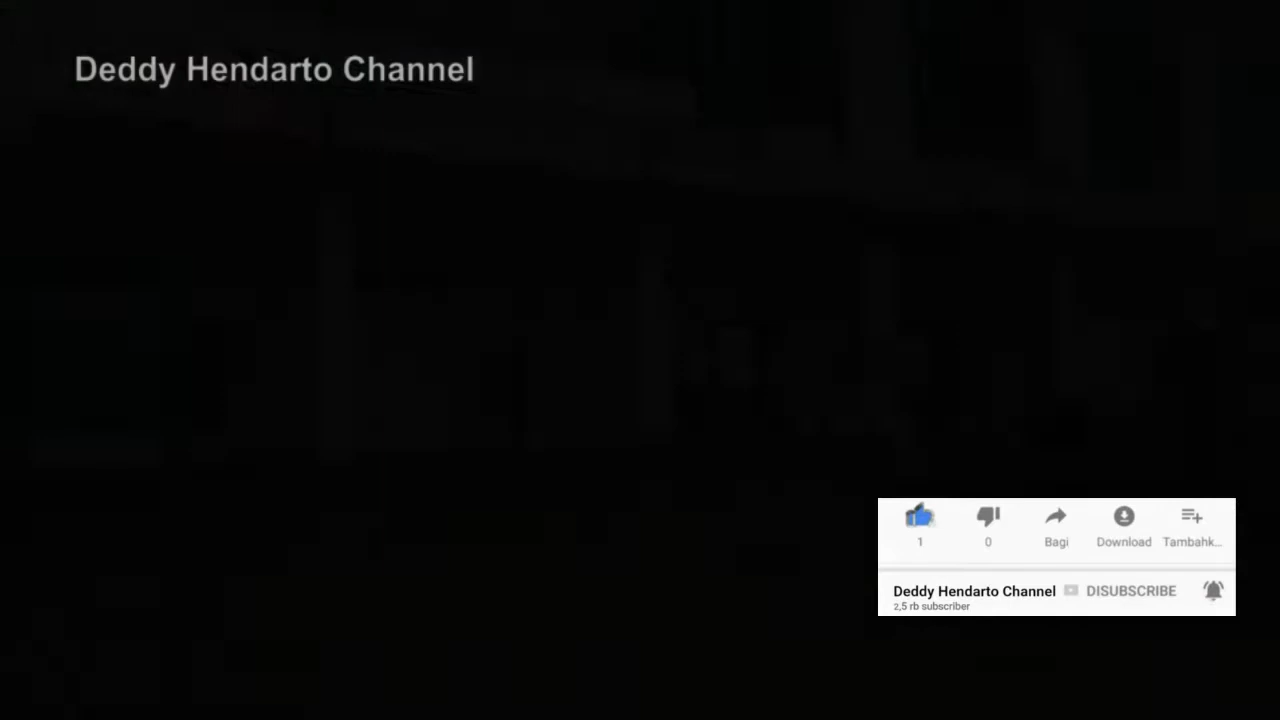 Deddy Hendarto Channel
1 0 Bagi Download Tambahk...
Deddy Hendarto Channel DISUBSCRIBE
2,5 rb subscriber